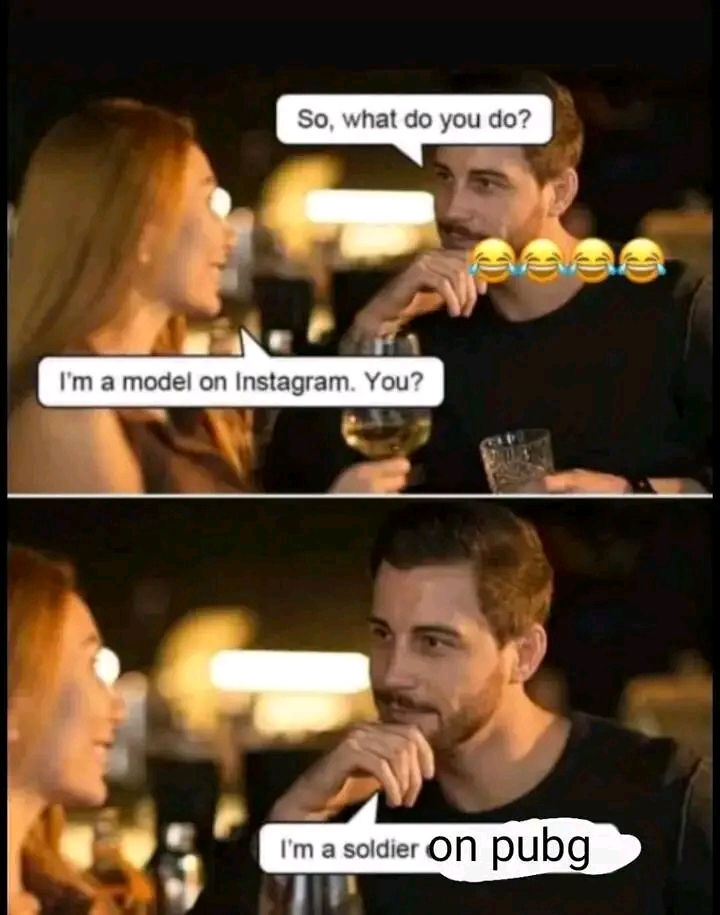 So, what do you do?
I'm a model on Instagram. You?
I'm a soldier on pubg